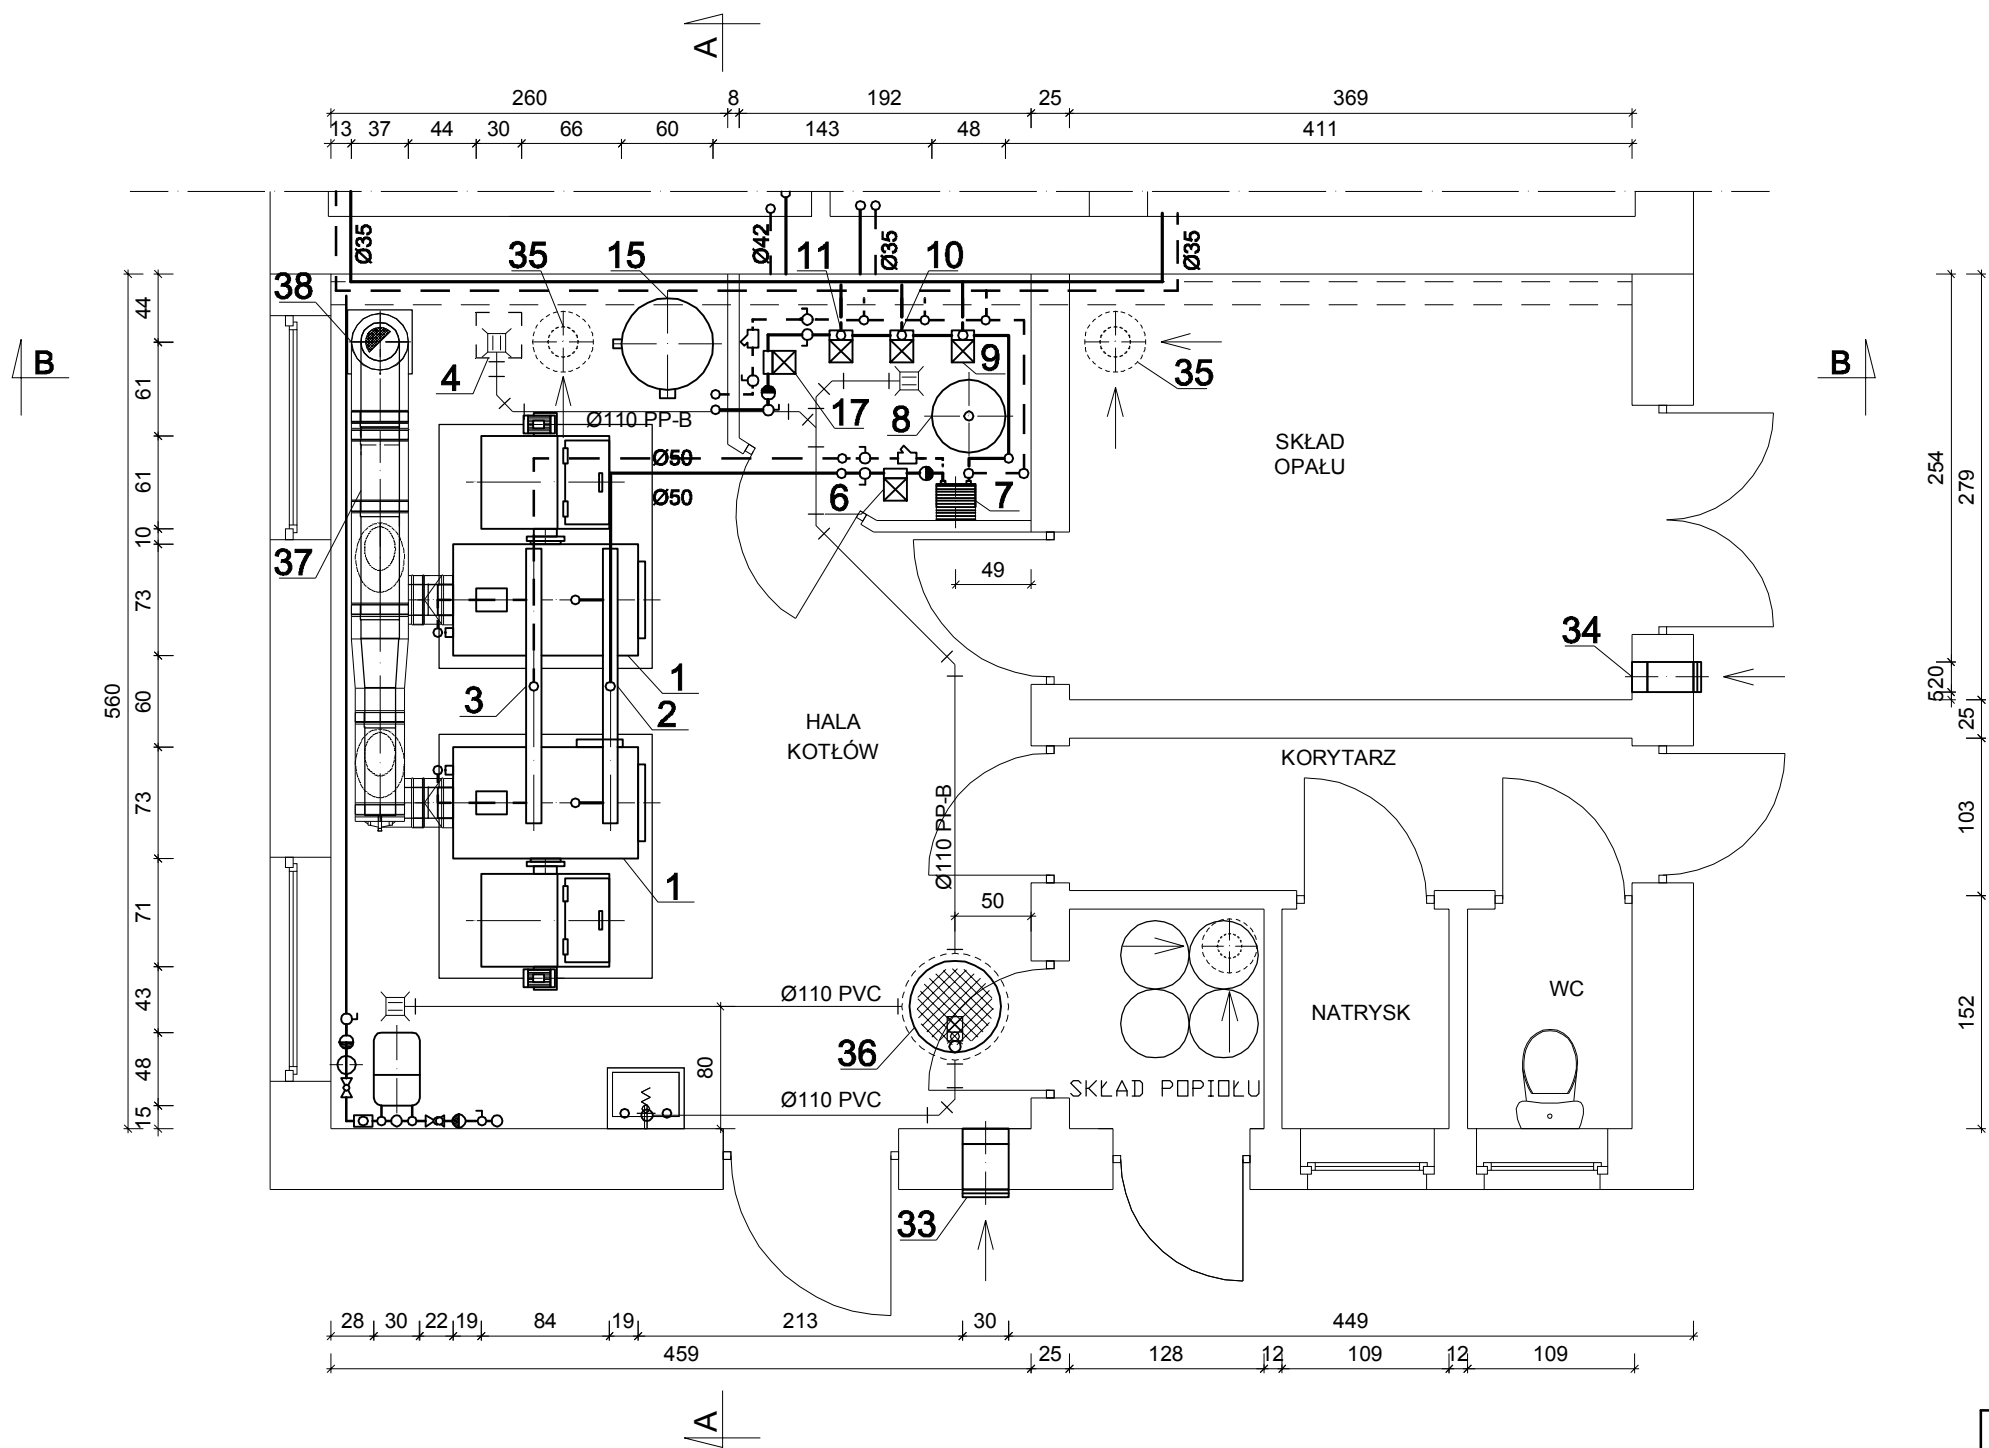 A
260 8 192 25 369
13 37 44 30 66 60 143 48 411
Ø35 Ø42 Ø35 Ø35
38 35 15 11 10
B
4 17 8 9 35
B
Ø110 PP-B
Ø50
Ø50
6 7
37
SKŁAD
OPAŁU
49
34
1
3 2
HALA
KOTŁÓW
KORYTARZ
Ø110 PP-B
1
50
Ø110 PVC
36
80
Ø110 PVC
SKŁAD POPIOŁU
NATRYSK
WC
33
560
44
61
61
10
73
60
73
71
43
48
15
254
279
520
25
103
152
28 30 22 19 84 19 213 30 449
459 25 128 12 109 12 109
A